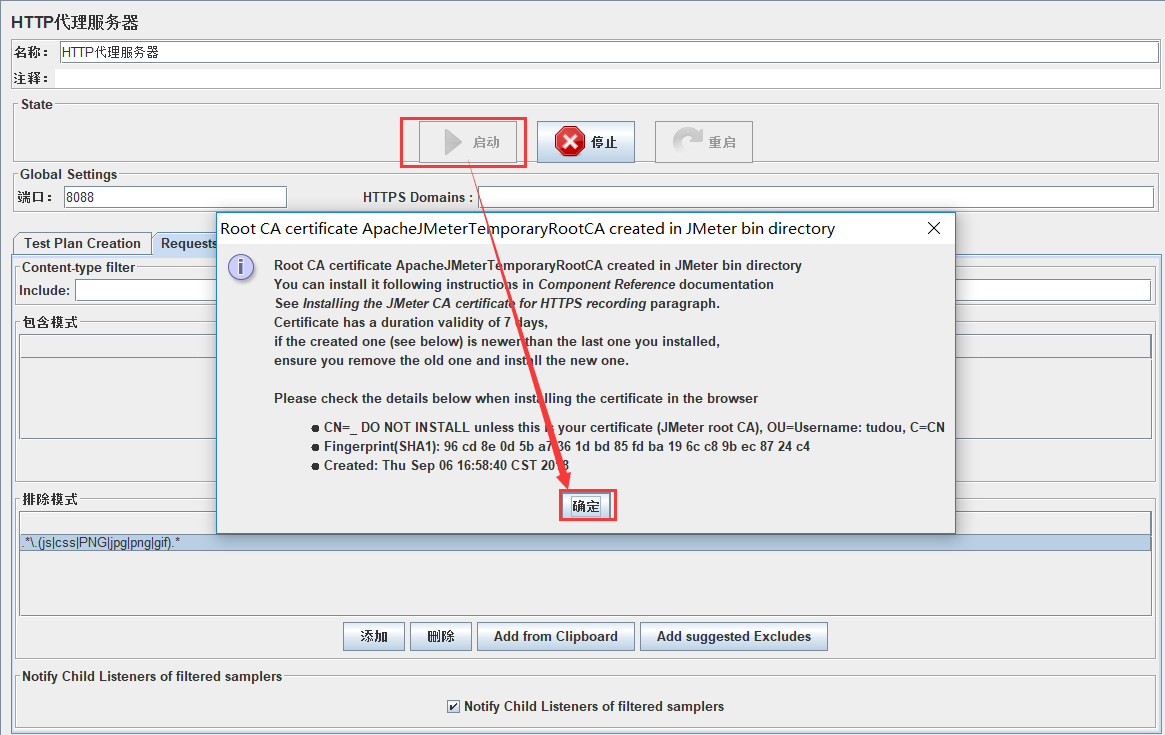 HTTP代理服务器
名称： HTTP代理服务器
注释：
State
启动 停止 重启
Global Settings
端口： 8088 HTTPS Domains :
Root CA certificate ApacheJMeterTemporaryRootCA created in JMeter bin directory
Test Plan Creation Requests
Content-type filter
Include:
包含模式
Root CA certificate ApacheJMeterTemporaryRootCA created in JMeter bin directory
You can install it following instructions in Component Reference documentation
See Installing the JMeter CA certificate for HTTPS recording paragraph.
Certificate has a duration validity of 7 days,
if the created one (see below) is newer than the last one you installed,
ensure you remove the old one and install the new one.
Please check the details below when installing the certificate in the browser
● CN=_ DO NOT INSTALL unless this is your certificate (JMeter root CA), OU=Username: tudou, C=CN
● Fingerprint(SHA1): 96 cd 8e 0d 5b a7 36 1d bd 85 fd ba 19 6c c8 9b ec 87 24 c4
● Created: Thu Sep 06 16:58:40 CST 2018
确定
排除模式
.*\.(js|css|PNG|jpg|png|gif).*
添加 删除 Add from Clipboard Add suggested Excludes
Notify Child Listeners of filtered samplers
Notify Child Listeners of filtered samplers